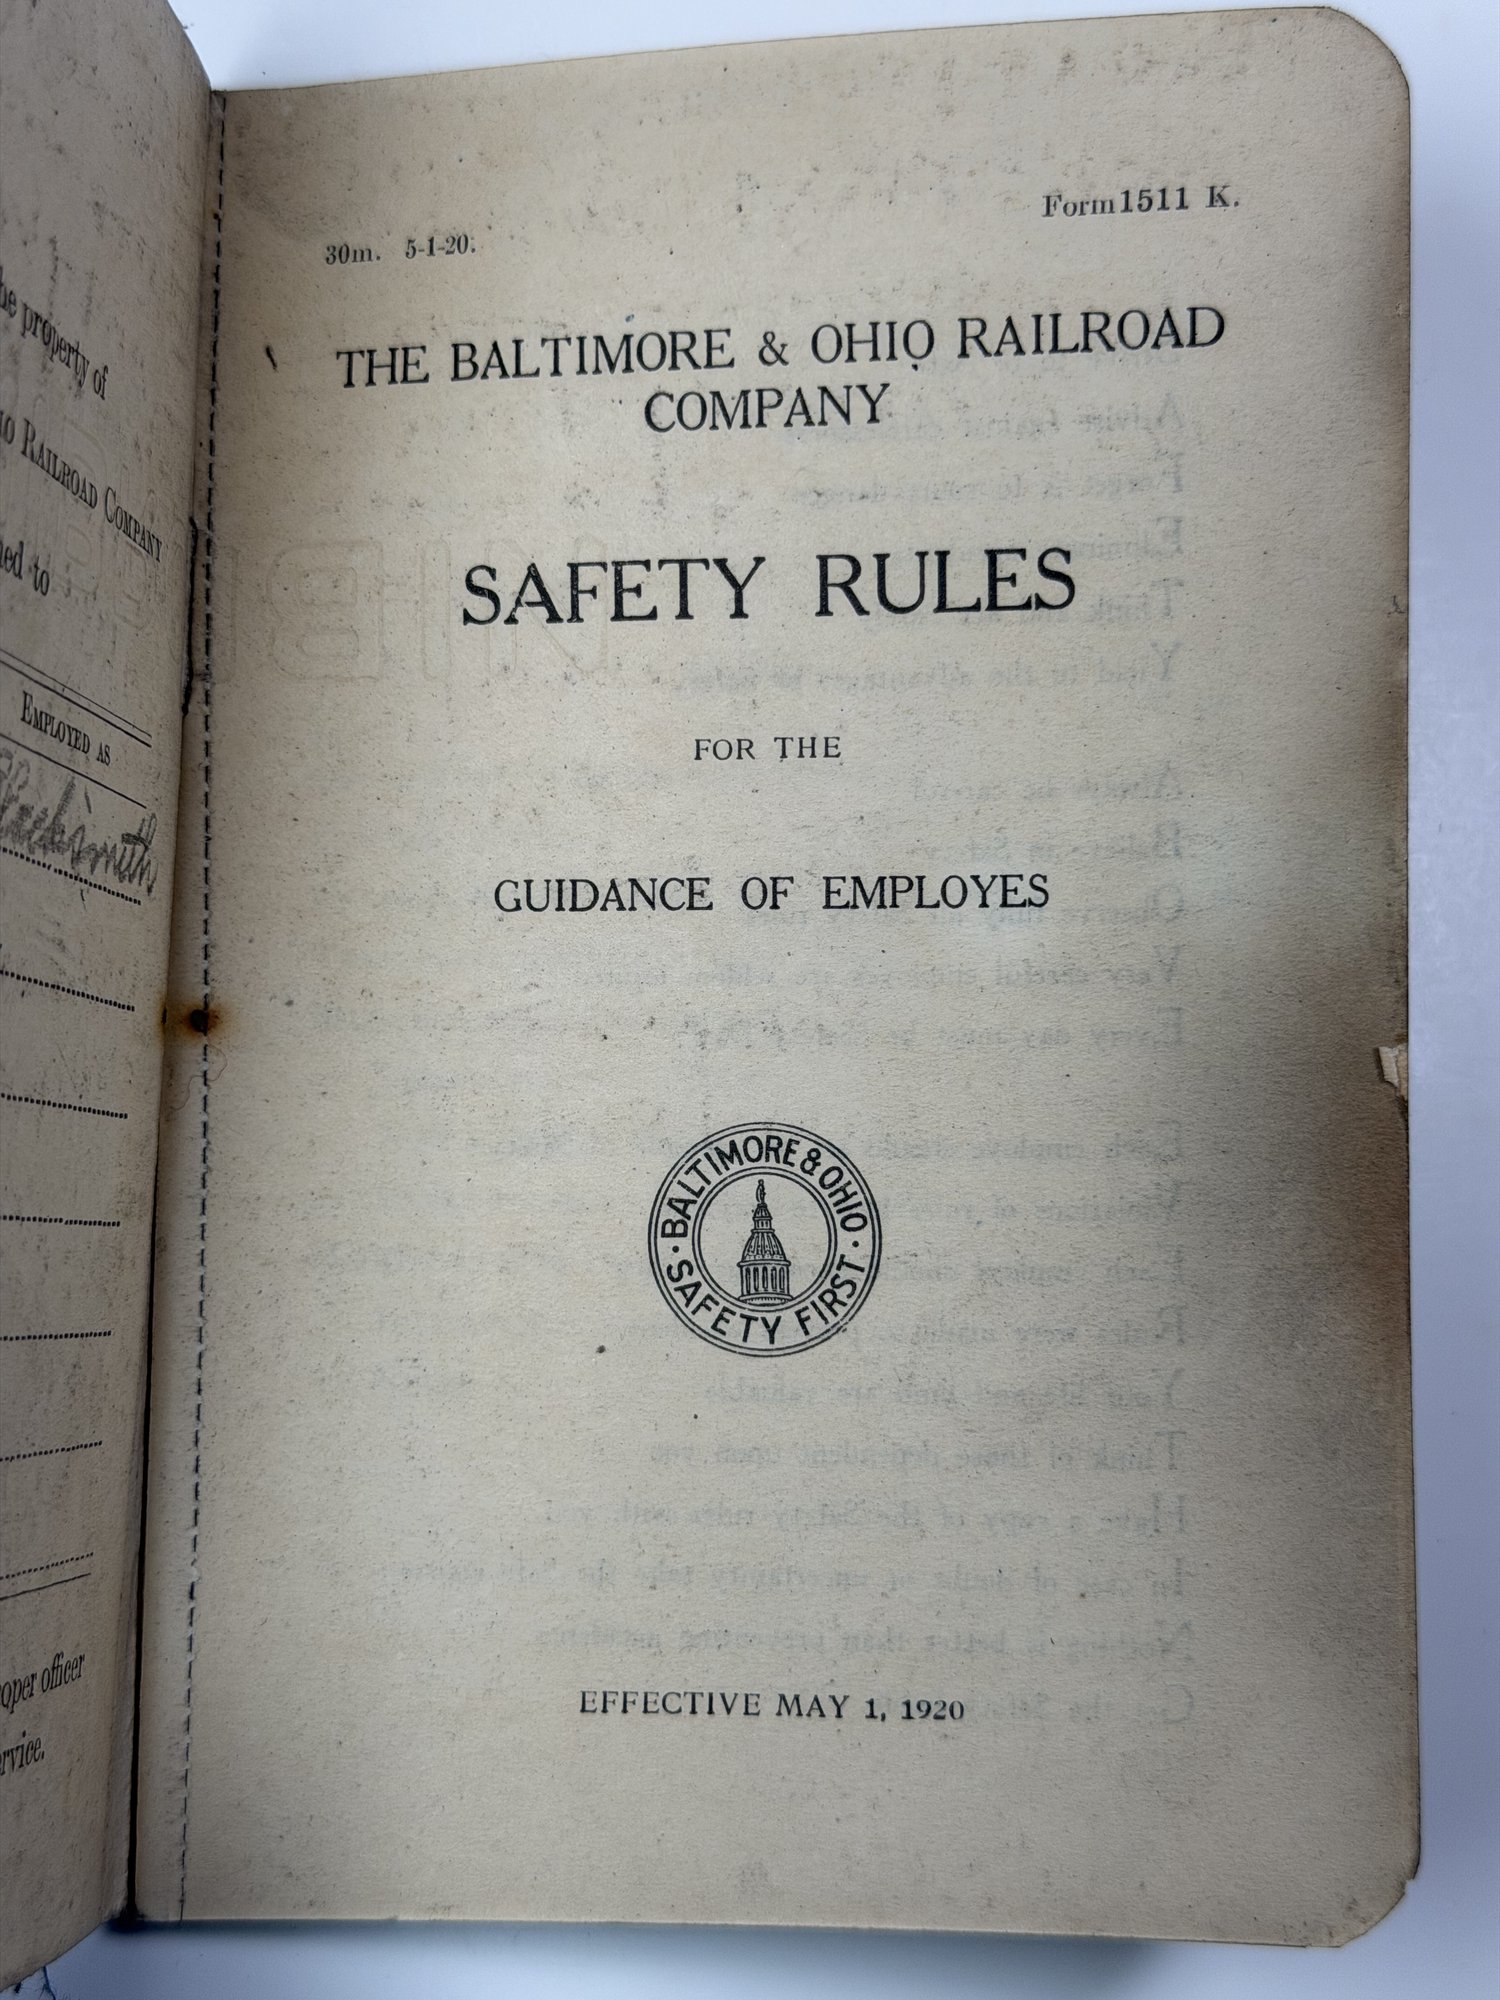 he property of
io RAILROAD COMPANY
ned to
EMPLOYED AS
Blacksmith
oper officer
ervice.
Form 1511 K.
30m. 5-1-20.
THE BALTIMORE & OHIO RAILROAD
COMPANY
SAFETY RULES
FOR THE
GUIDANCE OF EMPLOYES
BALTIMORE & OHIO
SAFETY FIRST
EFFECTIVE MAY 1, 1920